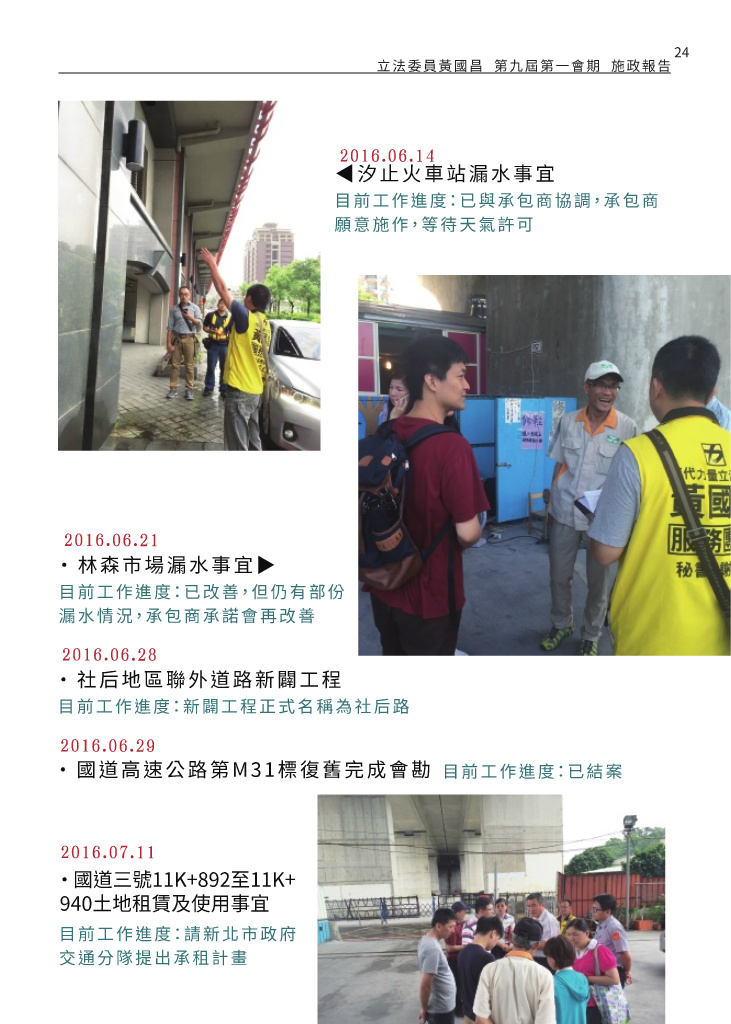 24
立法委員黃國昌 第九屆第一會期 施政報告
2016.06.14
◀汐止火車站漏水事宜
目前工作進度：已與承包商協調，承包商
願意施作，等待天氣許可
代力量立
黃國
服務團
秘書
2016.06.21
・林森市場漏水事宜▶
目前工作進度：已改善，但仍有部份
漏水情況，承包商承諾會再改善
2016.06.28
・社后地區聯外道路新闢工程
目前工作進度：新闢工程正式名稱為社后路
2016.06.29
・國道高速公路第M31標復舊完成會勘 目前工作進度：已結案
2016.07.11
・國道三號11K+892至11K+
940土地租賃及使用事宜
目前工作進度：請新北市政府
交通分隊提出承租計畫